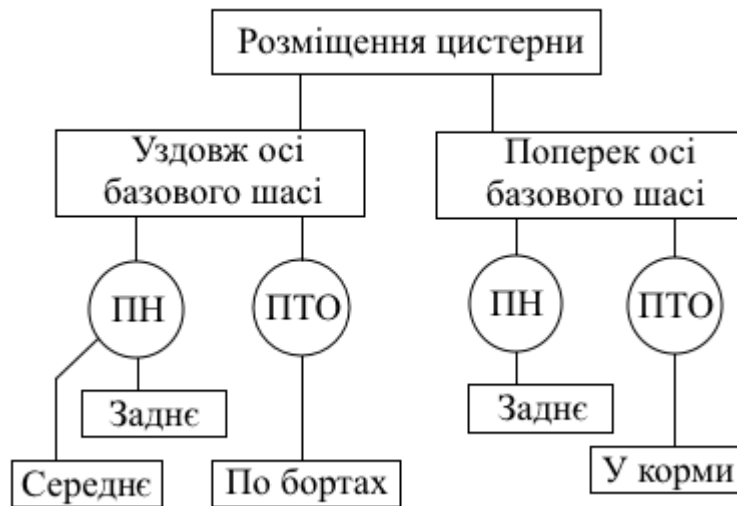 Розміщення цистерни
Уздовж осі
базового шасі
Поперек осі
базового шасі
ПН
ПТО
ПН
ПТО
Заднє
Заднє
Середнє
По бортах
У корми